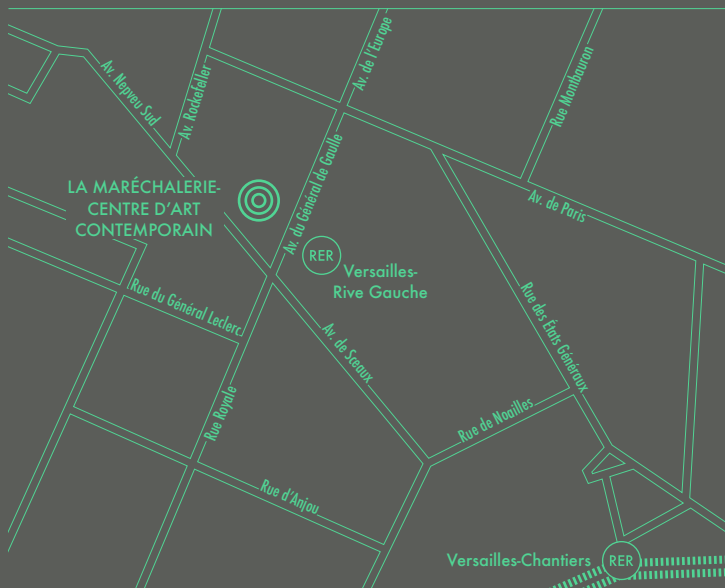 Av. de l'Europe
Av. Nepveu Sud
Av. Rockefeller
Rue Montbauron
LA MARÉCHALERIE-
CENTRE D'ART
CONTEMPORAIN
Av. du Général de Gaulle
Av. de Paris
RER
Versailles-
Rive Gauche
Rue du Général Leclerc
Av. de Sceaux
Rue des États Généraux
Rue Royale
Rue de Noailles
Rue d'Anjou
Versailles-Chantiers
RER